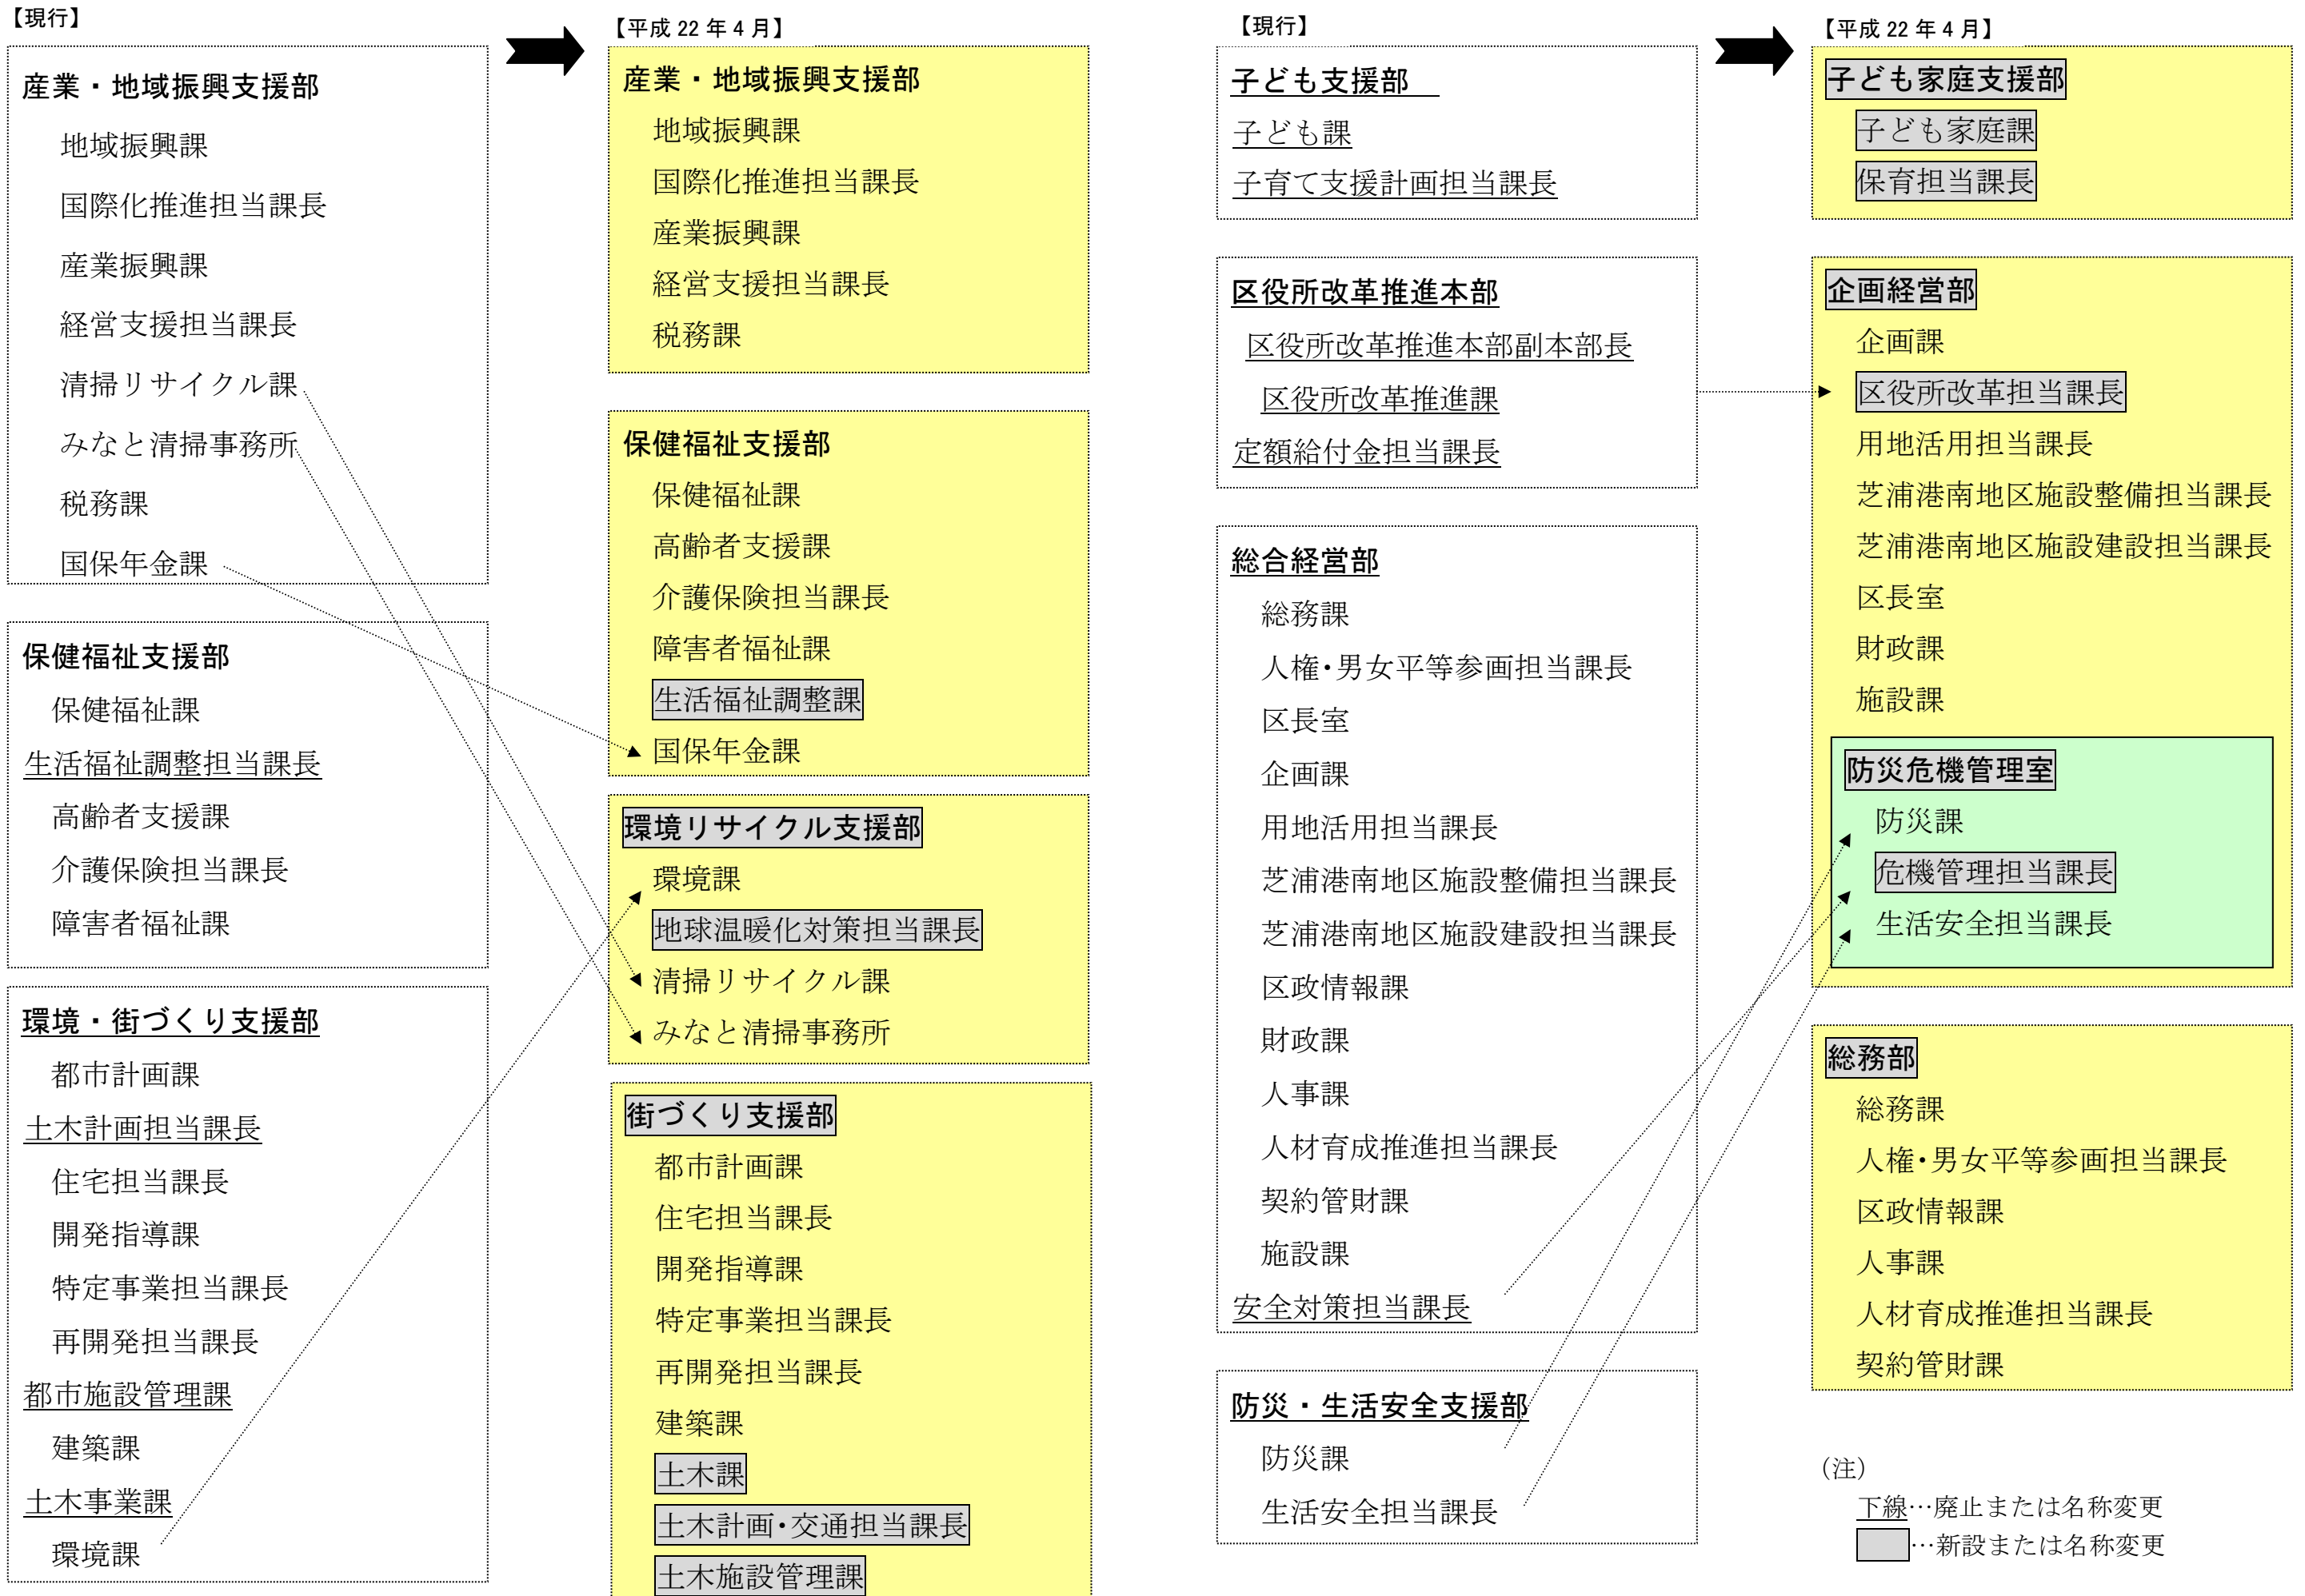 【現行】
産業・地域振興支援部
地域振興課
国際化推進担当課長
産業振興課
経営支援担当課長
清掃リサイクル課
みなと清掃事務所
税務課
国保年金課
保健福祉支援部
保健福祉課
生活福祉調整担当課長
高齢者支援課
介護保険担当課長
障害者福祉課
環境・街づくり支援部
都市計画課
土木計画担当課長
住宅担当課長
開発指導課
特定事業担当課長
再開発担当課長
都市施設管理課
建築課
土木事業課
環境課
【平成 22 年 4 月】
産業・地域振興支援部
地域振興課
国際化推進担当課長
産業振興課
経営支援担当課長
税務課
保健福祉支援部
保健福祉課
高齢者支援課
介護保険担当課長
障害者福祉課
生活福祉調整課
国保年金課
環境リサイクル支援部
環境課
地球温暖化対策担当課長
清掃リサイクル課
みなと清掃事務所
街づくり支援部
都市計画課
住宅担当課長
開発指導課
特定事業担当課長
再開発担当課長
建築課
土木課
土木計画・交通担当課長
土木施設管理課
【現行】
子ども支援部
子ども課
子育て支援計画担当課長
区役所改革推進本部
区役所改革推進本部副本部長
区役所改革推進課
定額給付金担当課長
総合経営部
総務課
人権・男女平等参画担当課長
区長室
企画課
用地活用担当課長
芝浦港南地区施設整備担当課長
芝浦港南地区施設建設担当課長
区政情報課
財政課
人事課
人材育成推進担当課長
契約管財課
施設課
安全対策担当課長
防災・生活安全支援部
防災課
生活安全担当課長
【平成 22 年 4 月】
子ども家庭支援部
子ども家庭課
保育担当課長
企画経営部
企画課
区役所改革担当課長
用地活用担当課長
芝浦港南地区施設整備担当課長
芝浦港南地区施設建設担当課長
区長室
財政課
施設課
防災危機管理室
防災課
危機管理担当課長
生活安全担当課長
総務部
総務課
人権・男女平等参画担当課長
区政情報課
人事課
人材育成推進担当課長
契約管財課
（注）
下線…廃止または名称変更
…新設または名称変更